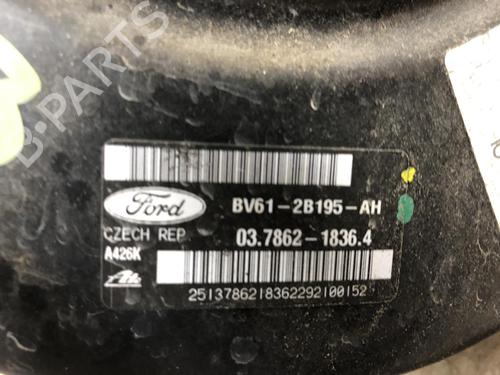 B-PARTS
Ford
BV61-2B195-AH
CZECH REP
03.7862-1836.4
A426K
Ate
25137862183622921 00152